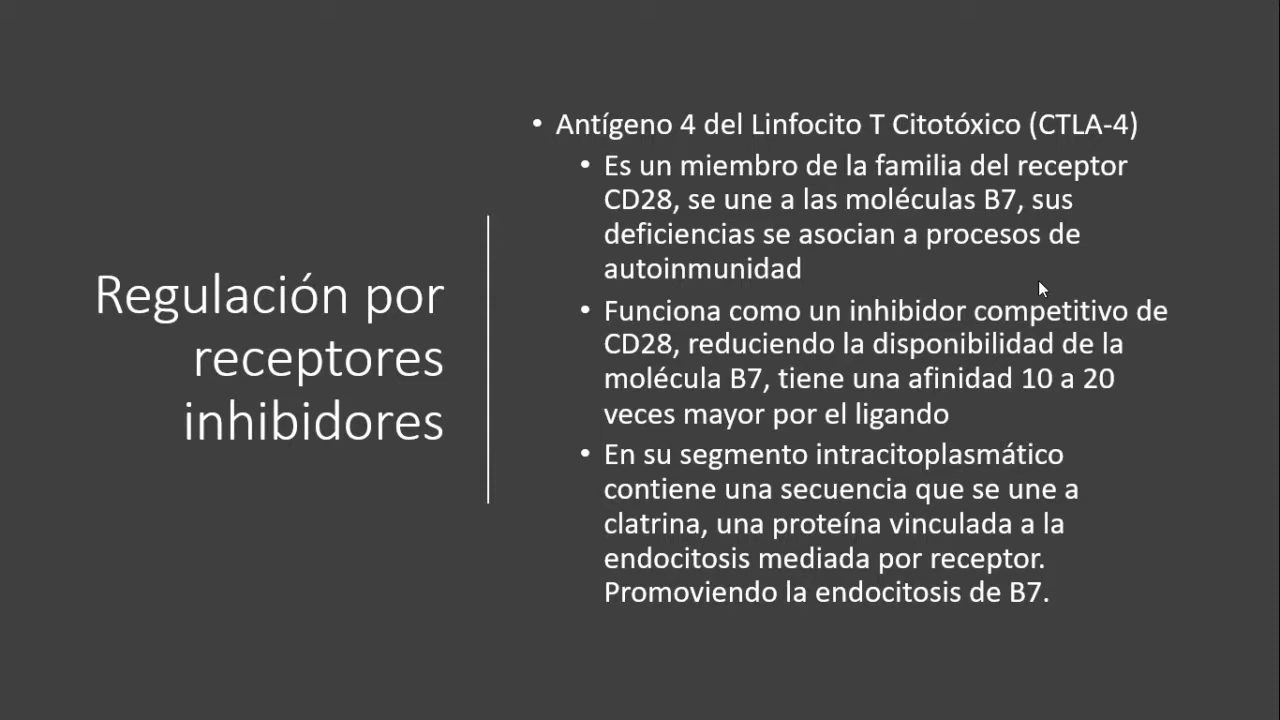 Regulación por
receptores
inhibidores
• Antígeno 4 del Linfocito T Citotóxico (CTLA-4)
• Es un miembro de la familia del receptor
CD28, se une a las moléculas B7, sus
deficiencias se asocian a procesos de
autoinmunidad
• Funciona como un inhibidor competitivo de
CD28, reduciendo la disponibilidad de la
molécula B7, tiene una afinidad 10 a 20
veces mayor por el ligando
• En su segmento intracitoplasmático
contiene una secuencia que se une a
clatrina, una proteína vinculada a la
endocitosis mediada por receptor.
Promoviendo la endocitosis de B7.